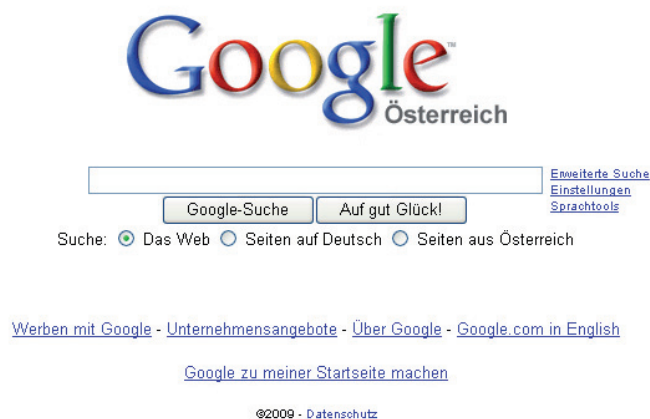 Google™
Österreich
Erweiterte Suche
Einstellungen
Sprachtools
Google-Suche Auf gut Glück!
Suche: Das Web Seiten auf Deutsch Seiten aus Österreich
Werben mit Google - Unternehmensangebote - Über Google - Google.com in English
Google zu meiner Startseite machen
©2009 - Datenschutz